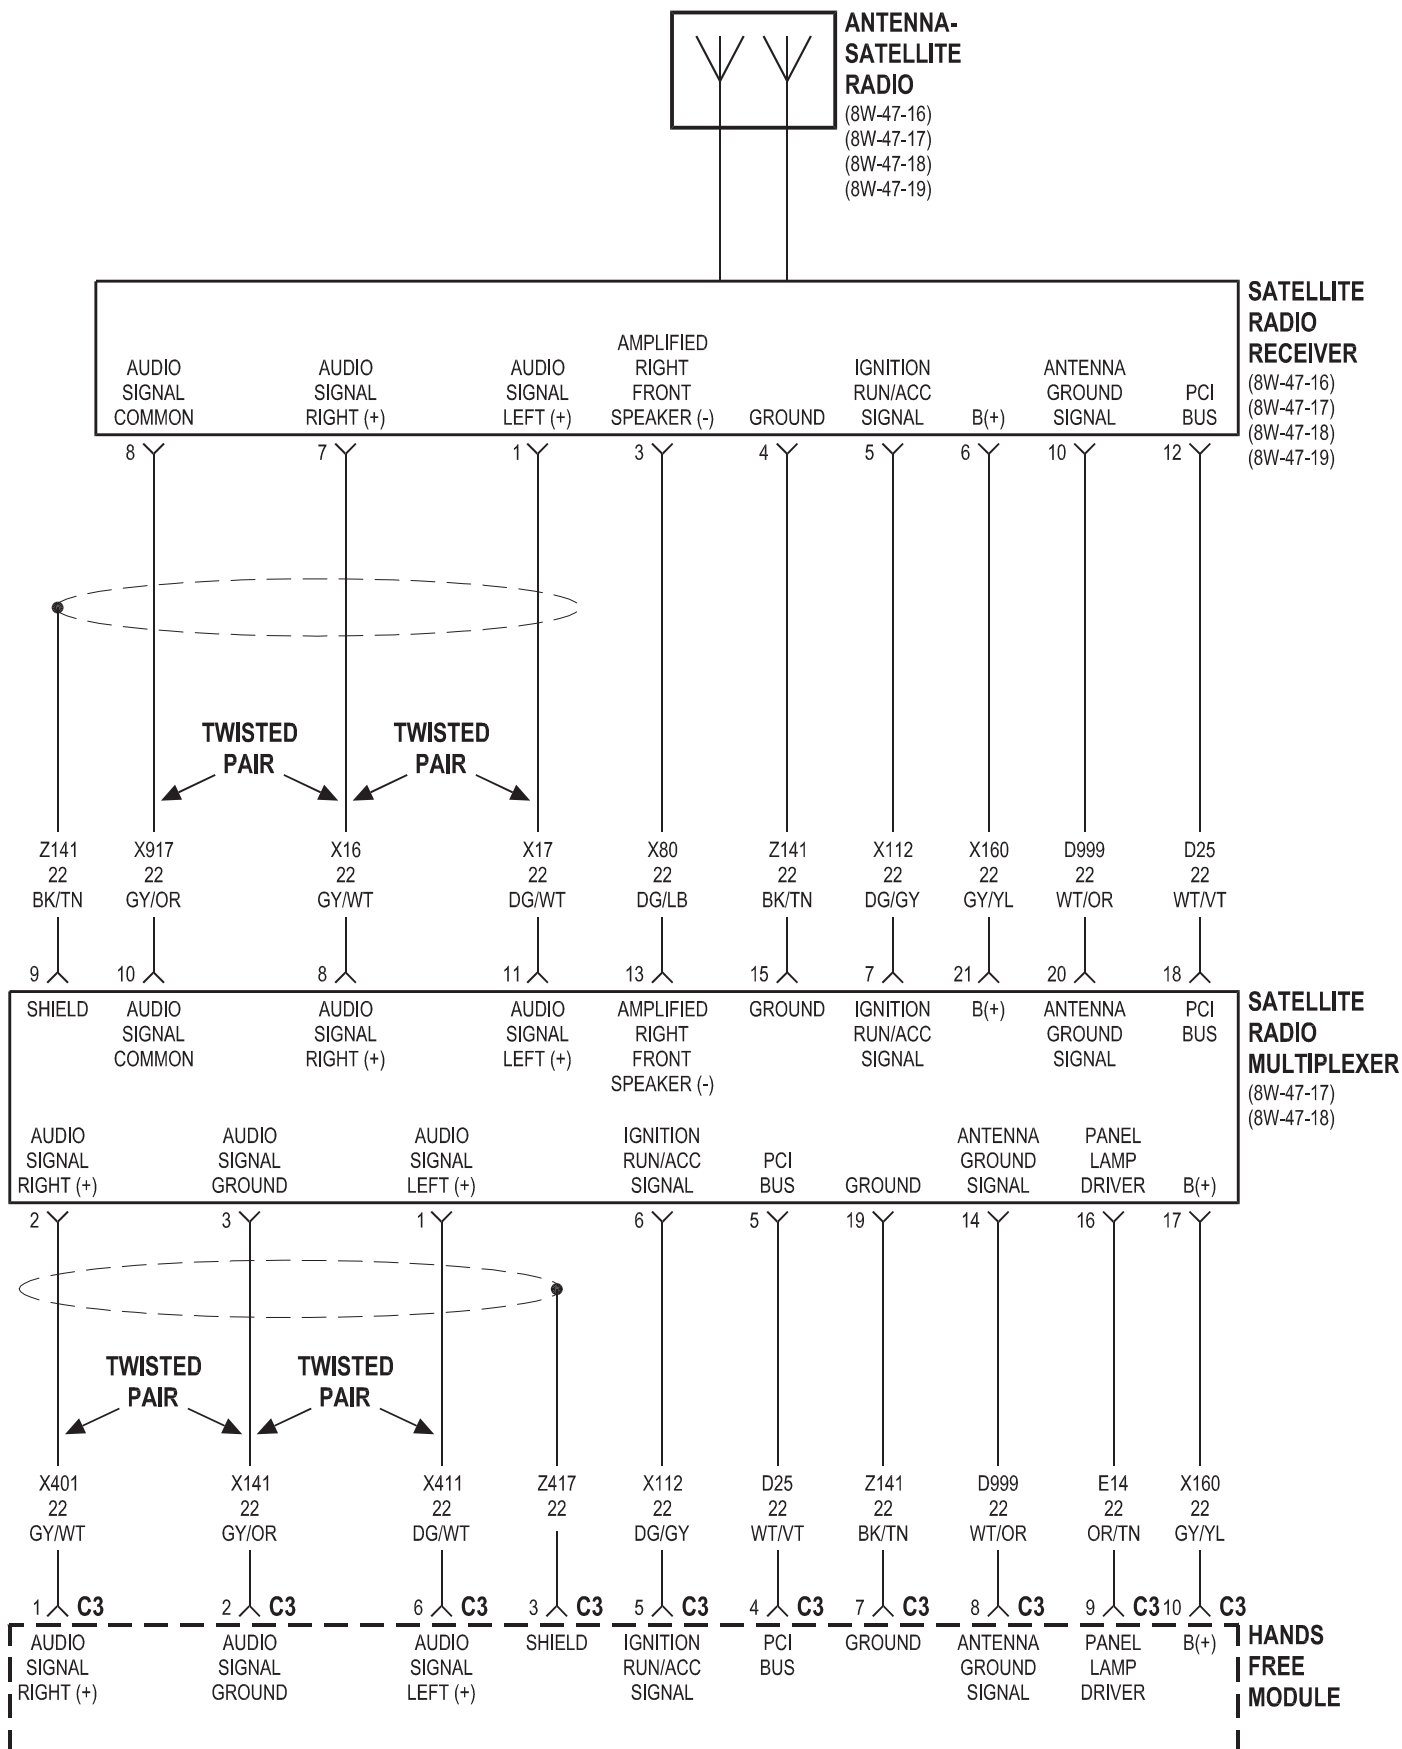 ANTENNA-
SATELLITE
RADIO
(8W-47-16)
(8W-47-17)
(8W-47-18)
(8W-47-19)
SATELLITE
RADIO
RECEIVER
(8W-47-16)
(8W-47-17)
(8W-47-18)
(8W-47-19)
AUDIO
SIGNAL
COMMON
AUDIO
SIGNAL
RIGHT (+)
AUDIO
SIGNAL
LEFT (+)
AMPLIFIED
RIGHT
FRONT
SPEAKER (-)
GROUND
IGNITION
RUN/ACC
SIGNAL
B(+)
ANTENNA
GROUND
SIGNAL
PCI
BUS
8 7 1 3 4 5 6 10 12
TWISTED
PAIR
TWISTED
PAIR
Z141 X917 X16 X17 X80 Z141 X112 X160 D999 D25
22 22 22 22 22 22 22 22 22 22
BK/TN GY/OR GY/WT DG/WT DG/LB BK/TN DG/GY GY/YL WT/OR WT/VT
9 10 8 11 13 15 7 21 20 18
SHIELD
AUDIO
SIGNAL
COMMON
AUDIO
SIGNAL
RIGHT (+)
AUDIO
SIGNAL
LEFT (+)
AMPLIFIED
RIGHT
FRONT
SPEAKER (-)
GROUND
IGNITION
RUN/ACC
SIGNAL
B(+)
ANTENNA
GROUND
SIGNAL
PCI
BUS
SATELLITE
RADIO
MULTIPLEXER
(8W-47-17)
(8W-47-18)
AUDIO
SIGNAL
RIGHT (+)
AUDIO
SIGNAL
GROUND
AUDIO
SIGNAL
LEFT (+)
IGNITION
RUN/ACC
SIGNAL
PCI
BUS
GROUND
ANTENNA
GROUND
SIGNAL
PANEL
LAMP
DRIVER
B(+)
2 3 1 6 5 19 14 16 17
TWISTED
PAIR
TWISTED
PAIR
X401 X141 X411 Z417 X112 D25 Z141 D999 E14 X160
22 22 22 22 22 22 22 22 22 22
GY/WT GY/OR DG/WT DG/GY WT/VT BK/TN WT/OR OR/TN GY/YL
1 C3 2 C3 6 C3 3 C3 5 C3 4 C3 7 C3 8 C3 9 C3 10 C3
AUDIO
SIGNAL
RIGHT (+)
AUDIO
SIGNAL
GROUND
AUDIO
SIGNAL
LEFT (+)
SHIELD
IGNITION
RUN/ACC
SIGNAL
PCI
BUS
GROUND
ANTENNA
GROUND
SIGNAL
PANEL
LAMP
DRIVER
B(+)
HANDS
FREE
MODULE